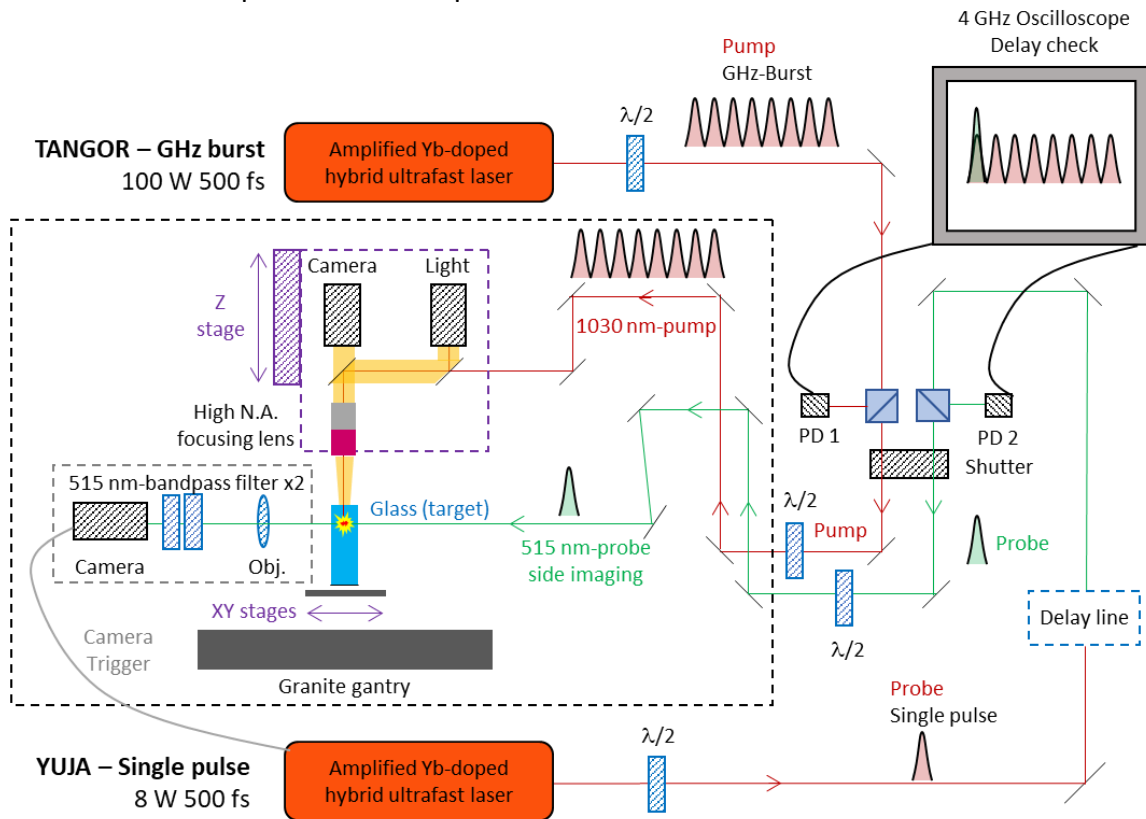 4 GHz Oscilloscope
Delay check
Pump
GHz-Burst
λ/2
TANGOR – GHz burst
100 W 500 fs
Amplified Yb-doped
hybrid ultrafast laser
Camera
Light
Z
stage
1030 nm-pump
High N.A.
focusing lens
PD 1
PD 2
Shutter
515 nm-bandpass filter x2
Glass (target)
λ/2
Pump
Probe
515 nm-probe
side imaging
Camera
Obj.
XY stages
λ/2
Delay line
Camera
Trigger
Granite gantry
Probe
Single pulse
λ/2
YUJA – Single pulse
8 W 500 fs
Amplified Yb-doped
hybrid ultrafast laser